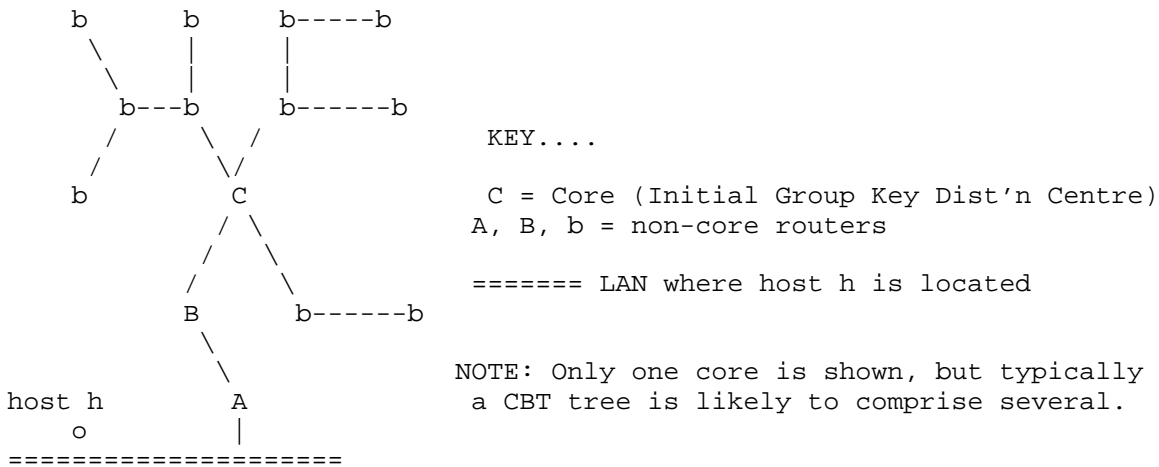 b      b     b-----b
 \     |     |
  \    |     |
   b---b     b------b
  /     \   /        KEY....
 /       \ /
b         C          C = Core (Initial Group Key Dist'n Centre)
         / \        A, B, b = non-core routers
        /   \
       /     \      ======= LAN where host h is located
      B      b------b
       \
        \          NOTE: Only one core is shown, but typically
host h   A          a CBT tree is likely to comprise several.
    o    |
=======================